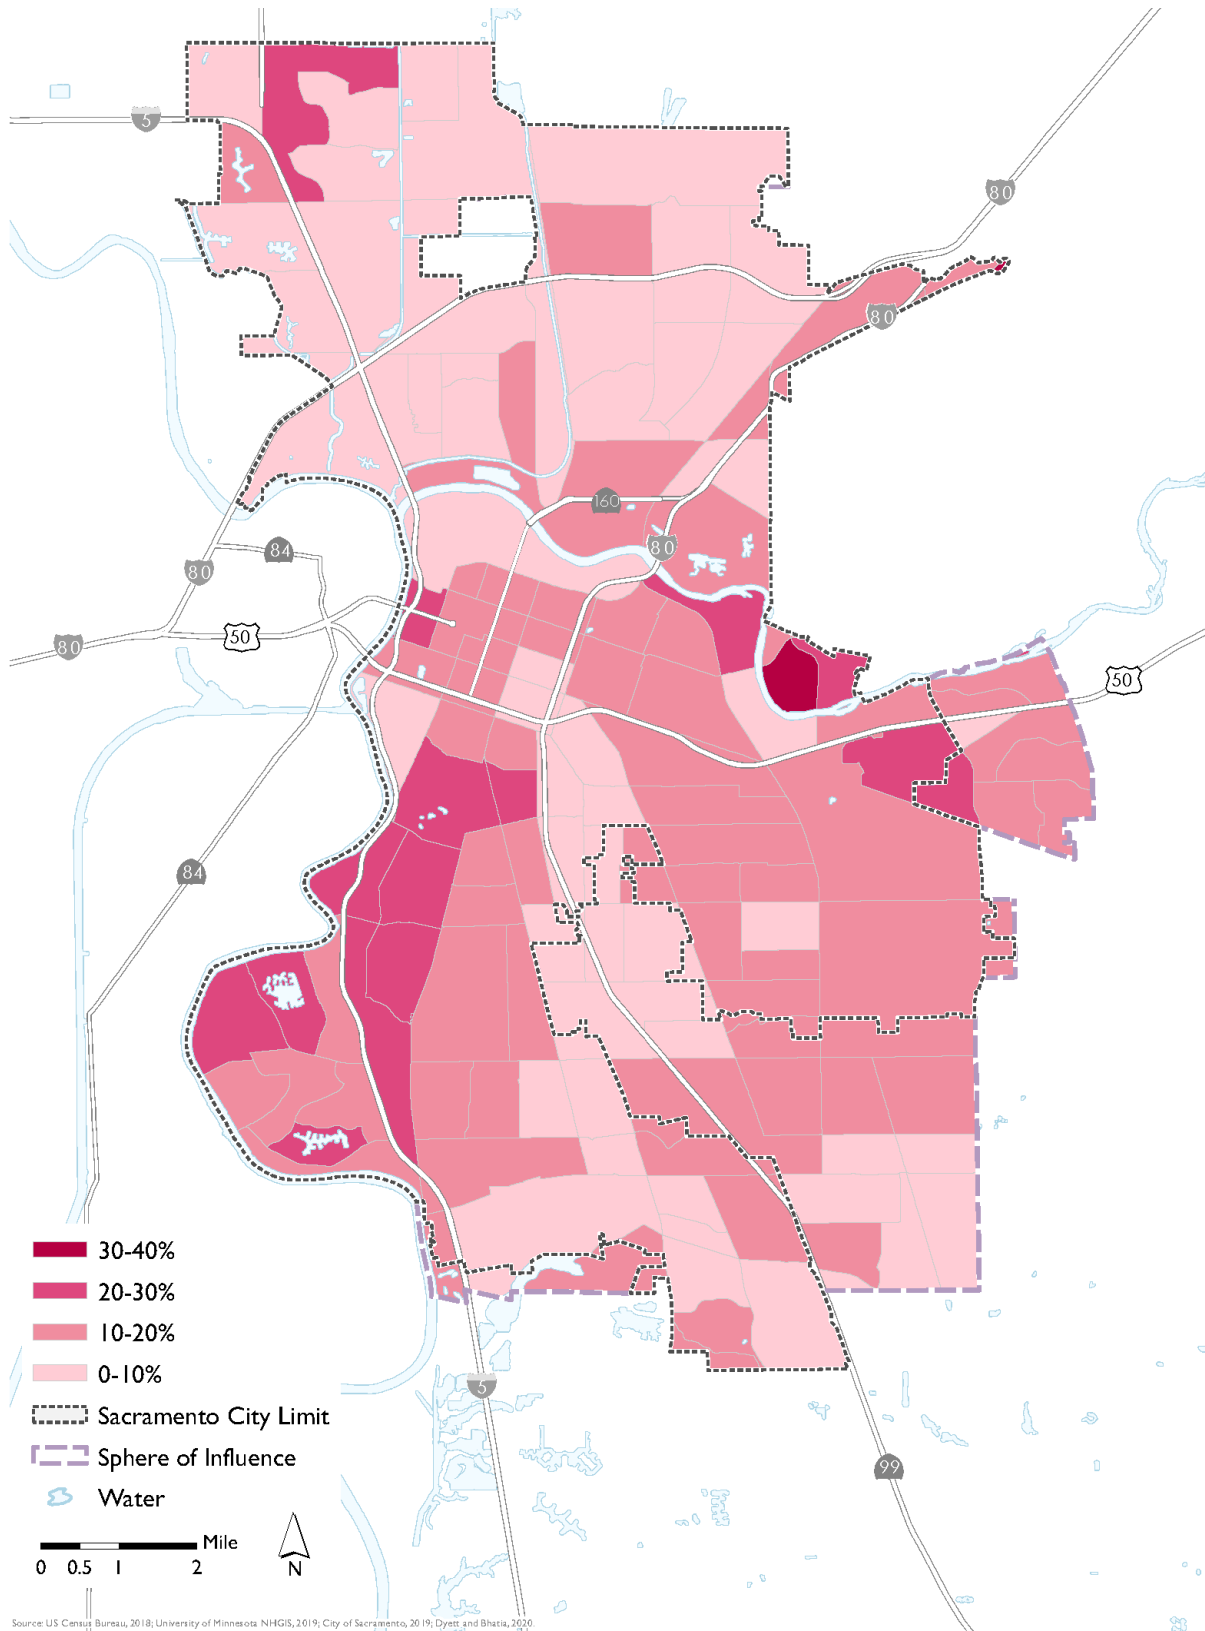 5
80
80
160
80
84
80
50
80
50
84
30-40%
20-30%
10-20%
0-10%
Sacramento City Limit
Sphere of Influence
Water
5
99
Mile
0 0.5 1 2
N
Source: US Census Bureau, 2018; University of Minnesota NHGIS, 2019; City of Sacramento, 2019; Dyett and Bhatia, 2020.